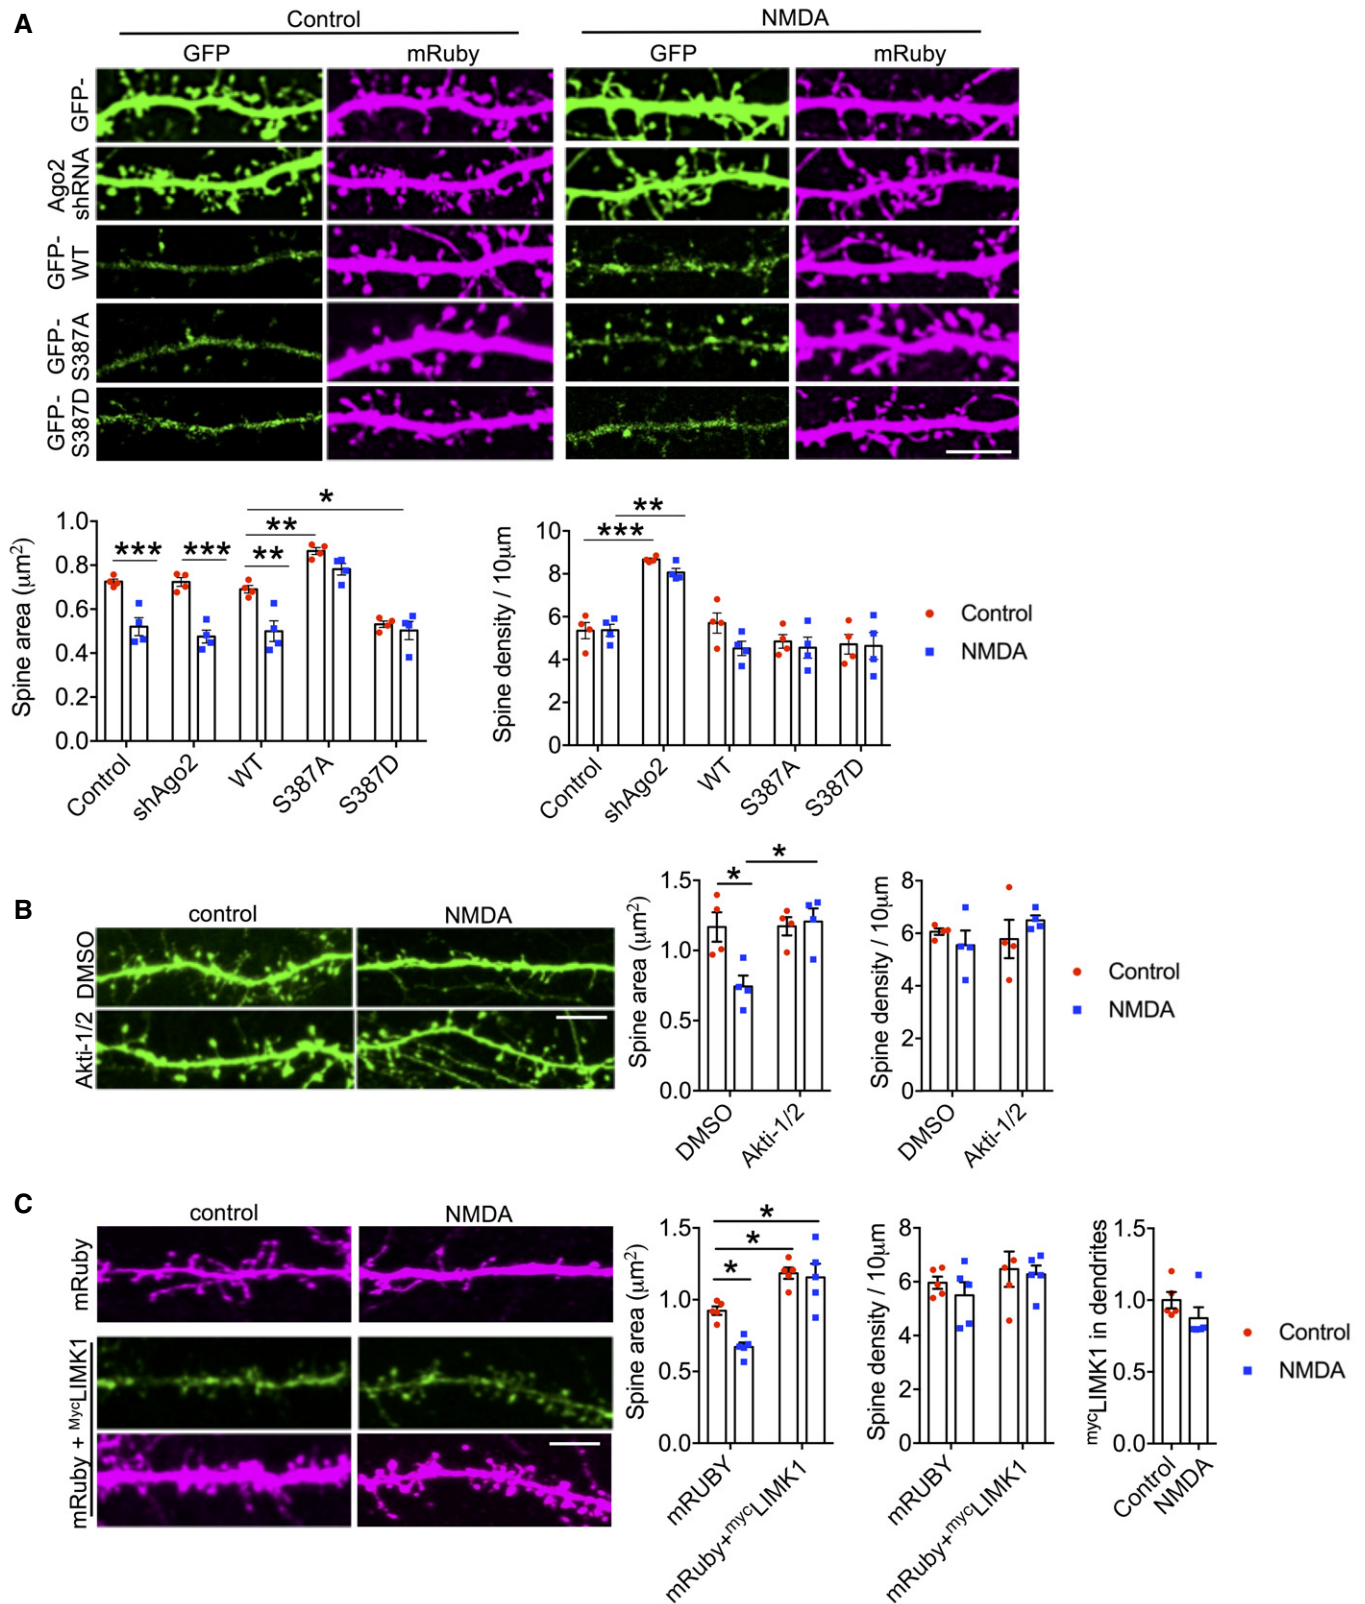 A
Control
NMDA
GFP
mRuby
GFP
mRuby
GFP-
Ago2
shRNA
GFP-
WT
GFP-
S387A
GFP-
S387D
***
***
**
**
*
Spine area (μm²)
1.0
0.8
0.6
0.4
0.2
0.0
Control
shAgo2
WT
S387A
S387D
***
**
Spine density / 10μm
10
8
6
4
2
0
Control
shAgo2
WT
S387A
S387D
Control
NMDA
B
control
NMDA
DMSO
Akti-1/2
*
*
Spine area (μm²)
1.5
1.0
0.5
0.0
DMSO
Akti-1/2
Spine density / 10μm
8
6
4
2
0
DMSO
Akti-1/2
Control
NMDA
C
control
NMDA
mRuby
mRuby + MycLIMK1
*
*
*
Spine area (μm²)
1.5
1.0
0.5
0.0
mRUBY
mRuby+mycLIMK1
Spine density / 10μm
8
6
4
2
0
mRUBY
mRuby+mycLIMK1
mycLIMK1 in dendrites
1.5
1.0
0.5
0.0
Control
NMDA
Control
NMDA